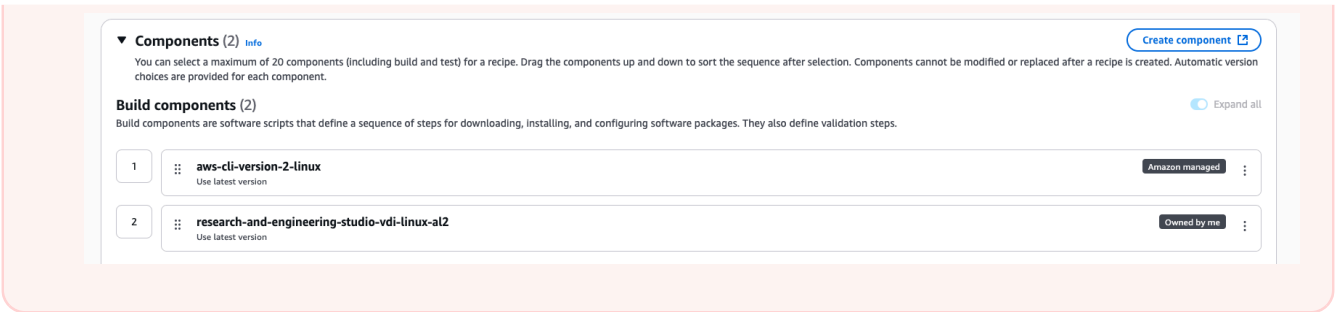 Components (2) Info
Create component
You can select a maximum of 20 components (including build and test) for a recipe. Drag the components up and down to sort the sequence after selection. Components cannot be modified or replaced after a recipe is created. Automatic version
choices are provided for each component.
Build components (2)
Expand all
Build components are software scripts that define a sequence of steps for downloading, installing, and configuring software packages. They also define validation steps.
1
aws-cli-version-2-linux
Amazon managed
Use latest version
2
research-and-engineering-studio-vdi-linux-al2
Owned by me
Use latest version